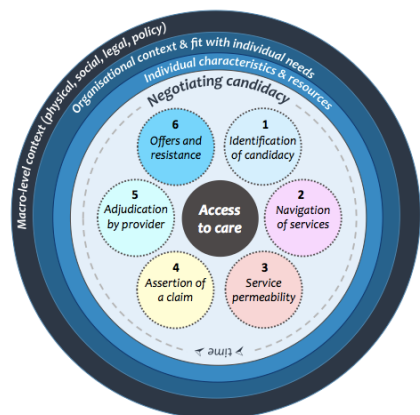 Macro-level context (physical, social, legal, policy)
Organisational context & fit with individual needs
Individual characteristics & resources
Negotiating candidacy
1
Identification
of candidacy
2
Navigation
of services
3
Service
permeability
4
Assertion of
a claim
5
Adjudication
by provider
6
Offers and
resistance
Access
to care
time